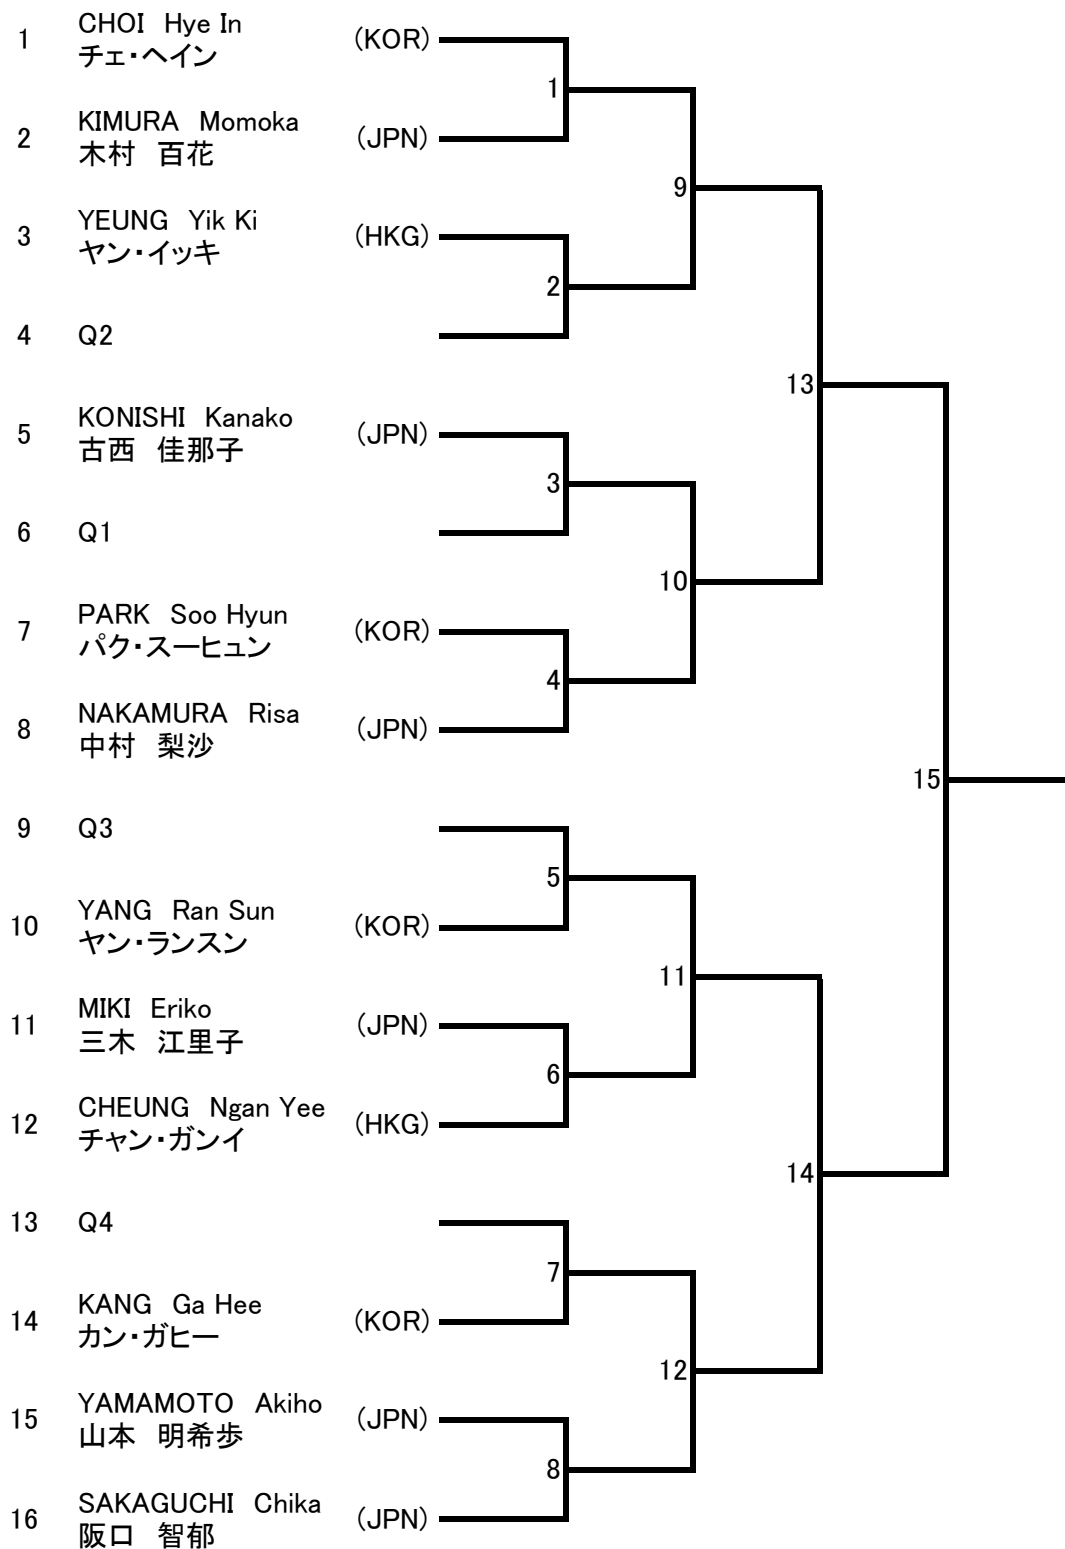 1 CHOI Hye In (KOR)
チェ・ヘイン
1
2 KIMURA Momoka (JPN)
木村 百花
9
3 YEUNG Yik Ki (HKG)
ヤン・イッキ
2
4 Q2
13
5 KONISHI Kanako (JPN)
古西 佳那子
3
6 Q1
10
7 PARK Soo Hyun (KOR)
パク・スーヒュン
4
8 NAKAMURA Risa (JPN)
中村 梨沙
15
9 Q3
5
10 YANG Ran Sun (KOR)
ヤン・ランスン
11
11 MIKI Eriko (JPN)
三木 江里子
6
12 CHEUNG Ngan Yee (HKG)
チャン・ガンイ
14
13 Q4
7
14 KANG Ga Hee (KOR)
カン・ガヒー
12
15 YAMAMOTO Akiho (JPN)
山本 明希歩
8
16 SAKAGUCHI Chika (JPN)
阪口 智郁